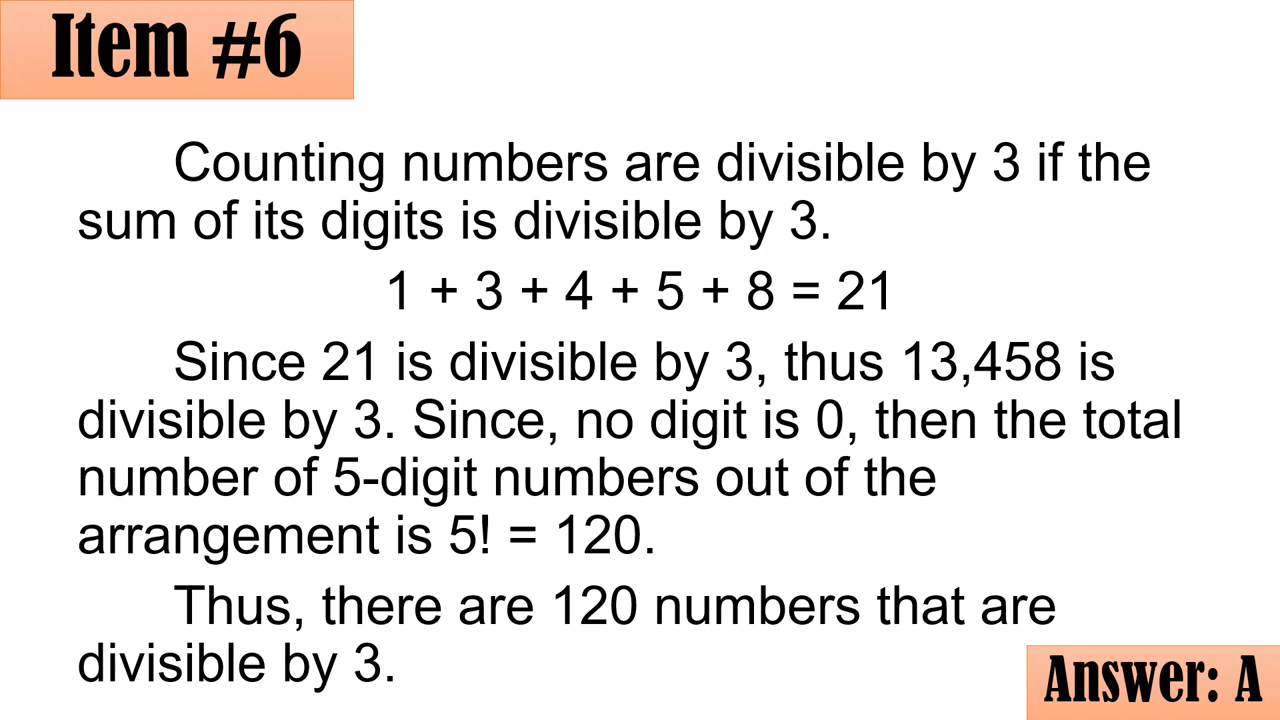 Item #6
Counting numbers are divisible by 3 if the
sum of its digits is divisible by 3.
1 + 3 + 4 + 5 + 8 = 21
Since 21 is divisible by 3, thus 13,458 is
divisible by 3. Since, no digit is 0, then the total
number of 5-digit numbers out of the
arrangement is 5! = 120.
Thus, there are 120 numbers that are
divisible by 3.
Answer: A